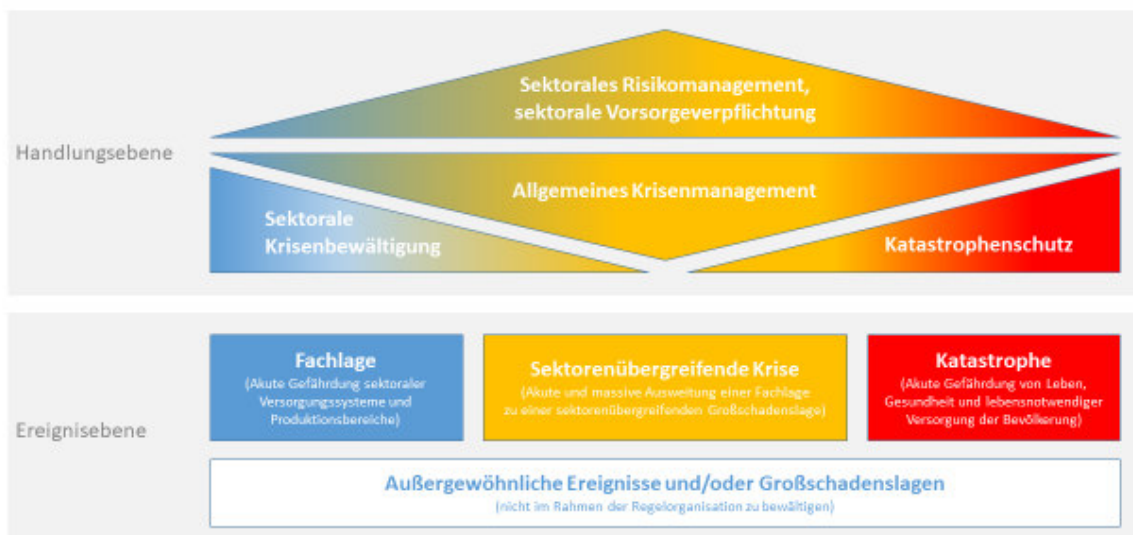 Sektorales Risikomanagement,
sektorale Vorsorgeverpflichtung
Handlungsebene
Allgemeines Krisenmanagement
Sektorale
Krisenbewältigung
Katastrophenschutz
Fachlage
(Akute Gefährdung sektoraler
Versorgungssysteme und
Produktionsbereiche)
Sektorenübergreifende Krise
(Akute und massive Ausweitung einer Fachlage
zu einer sektorenübergreifenden Großschadenslage)
Katastrophe
(Akute Gefährdung von Leben,
Gesundheit und lebensnotwendiger
Versorgung der Bevölkerung)
Ereignisebene
Außergewöhnliche Ereignisse und/oder Großschadenslagen
(nicht im Rahmen der Regelorganisation zu bewältigen)